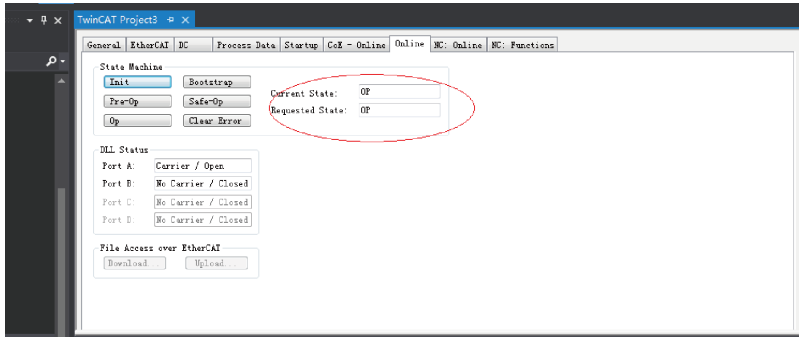 TwinCAT Project3
General EtherCAT DC Process Data Startup CoE - Online Online NC: Online NC: Functions
State Machine
Init Bootstrap
Current State: OP
Pre-Op Safe-Op
Requested State: OP
Op Clear Error
DLL Status
Port A: Carrier / Open
Port B: No Carrier / Closed
Port C: No Carrier / Closed
Port D: No Carrier / Closed
File Access over EtherCAT
Download... Upload...